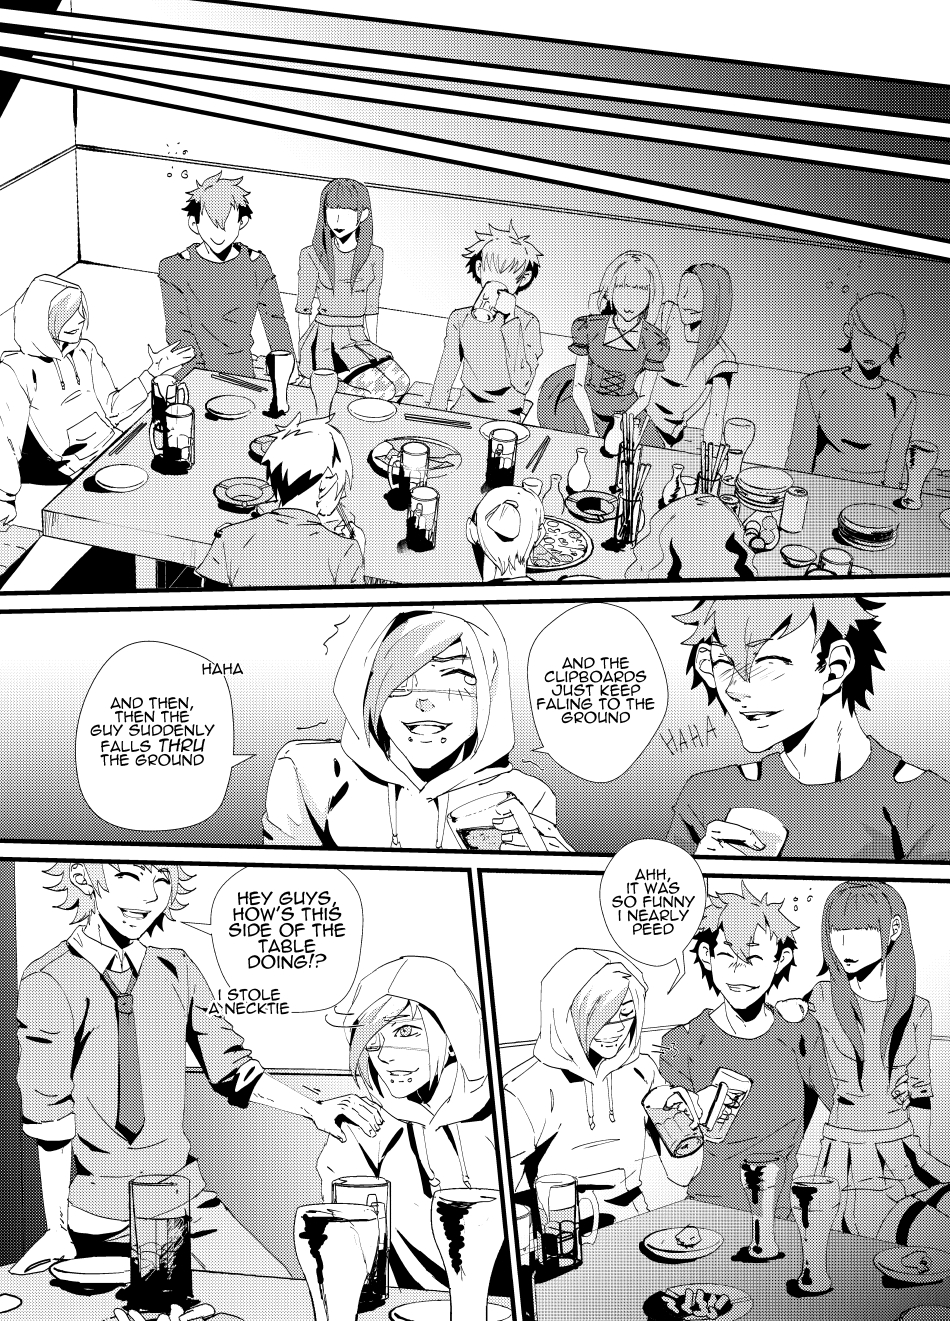 HAHA
AND THEN,
THEN THE
GUY SUDDENLY
FALLS THRU
THE GROUND
AND THE
CLIPBOARDS
JUST KEEP
FALING TO THE
GROUND
HAHA
HEY GUYS,
HOW'S THIS
SIDE OF THE
TABLE
DOING!?
I STOLE
A NECKTIE
AHH,
IT WAS
SO FUNNY
I NEARLY
PEED